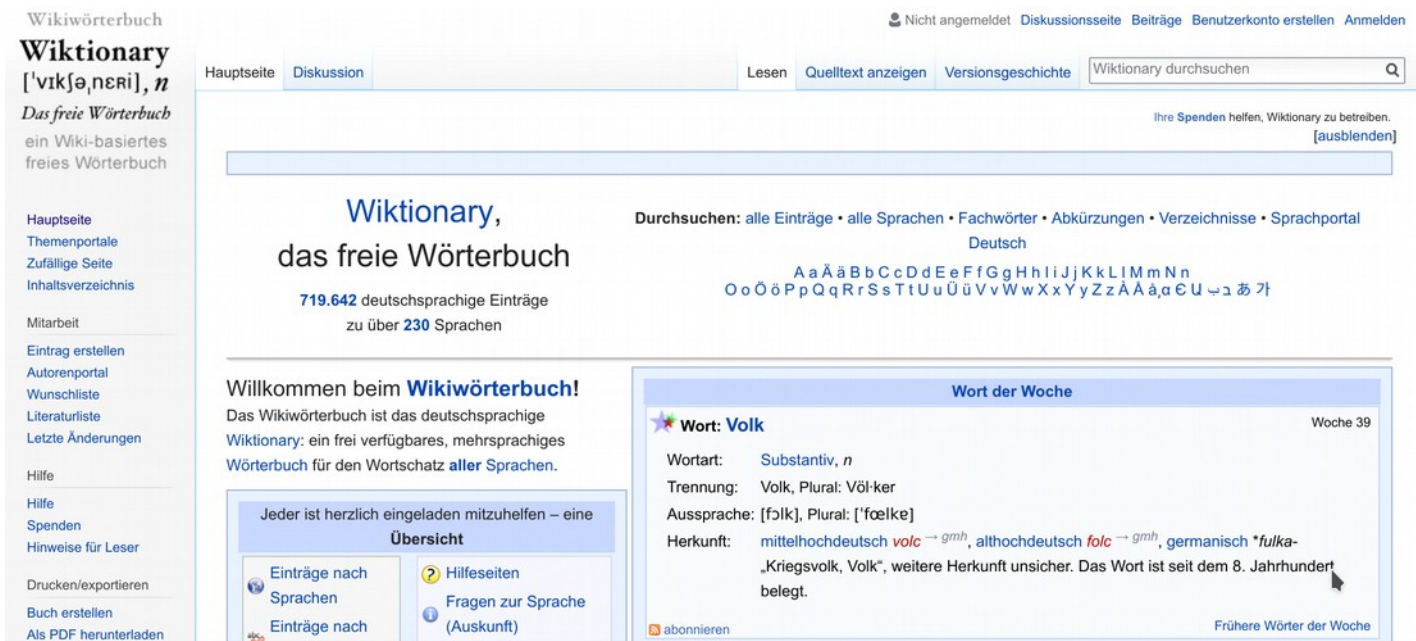 Wikiwörterbuch
Wiktionary
[ˈvɪkʃəˌnɛʀi], n
Das freie Wörterbuch
ein Wiki-basiertes
freies Wörterbuch
Hauptseite
Themenportale
Zufällige Seite
Inhaltsverzeichnis
Mitarbeit
Eintrag erstellen
Autorenportal
Wunschliste
Literaturliste
Letzte Änderungen
Hilfe
Hilfe
Spenden
Hinweise für Leser
Drucken/exportieren
Buch erstellen
Als PDF herunterladen
Nicht angemeldet Diskussionsseite Beiträge Benutzerkonto erstellen Anmelden
Hauptseite Diskussion Lesen Quelltext anzeigen Versionsgeschichte Wiktionary durchsuchen
Ihre Spenden helfen, Wiktionary zu betreiben.
[ausblenden]
Wiktionary,
das freie Wörterbuch
719.642 deutschsprachige Einträge
zu über 230 Sprachen
Durchsuchen: alle Einträge • alle Sprachen • Fachwörter • Abkürzungen • Verzeichnisse • Sprachportal
Deutsch
A a Ä ä B b C c D d E e F f G g H h I i J j K k L l M m N n
O o Ö ö P p Q q R r S s T t U u Ü ü V v W w X x Y y Z z À Å ą̊ α Є Ա ب ב あ 가
Willkommen beim Wikiwörterbuch!
Das Wikiwörterbuch ist das deutschsprachige
Wiktionary: ein frei verfügbares, mehrsprachiges
Wörterbuch für den Wortschatz aller Sprachen.
Jeder ist herzlich eingeladen mitzuhelfen – eine
Übersicht
Einträge nach
Sprachen
Einträge nach
Hilfeseiten
Fragen zur Sprache
(Auskunft)
Wort der Woche
Wort: Volk Woche 39
Wortart: Substantiv, n
Trennung: Volk, Plural: Völ·ker
Aussprache: [fɔlk], Plural: [ˈfœlkɐ]
Herkunft: mittelhochdeutsch volc → gmh, althochdeutsch folc → gmh, germanisch *fulka-
„Kriegsvolk, Volk“, weitere Herkunft unsicher. Das Wort ist seit dem 8. Jahrhundert
belegt.
abonnieren Frühere Wörter der Woche